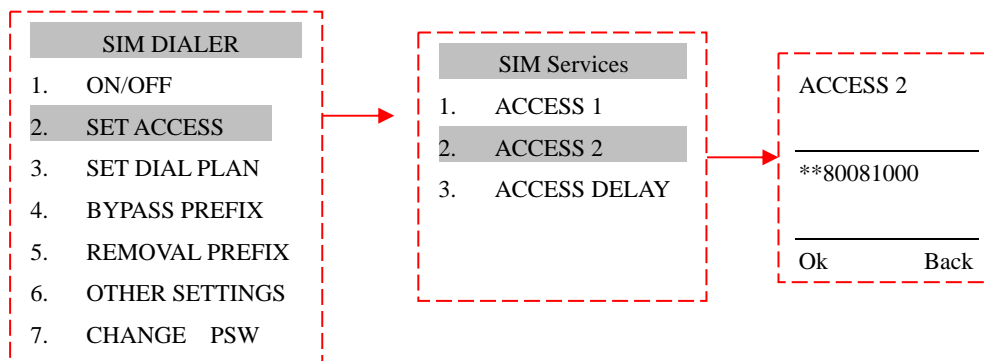 SIM DIALER
1. ON/OFF
2. SET ACCESS
3. SET DIAL PLAN
4. BYPASS PREFIX
5. REMOVAL PREFIX
6. OTHER SETTINGS
7. CHANGE PSW
SIM Services
1. ACCESS 1
2. ACCESS 2
3. ACCESS DELAY
ACCESS 2
**80081000
Ok Back